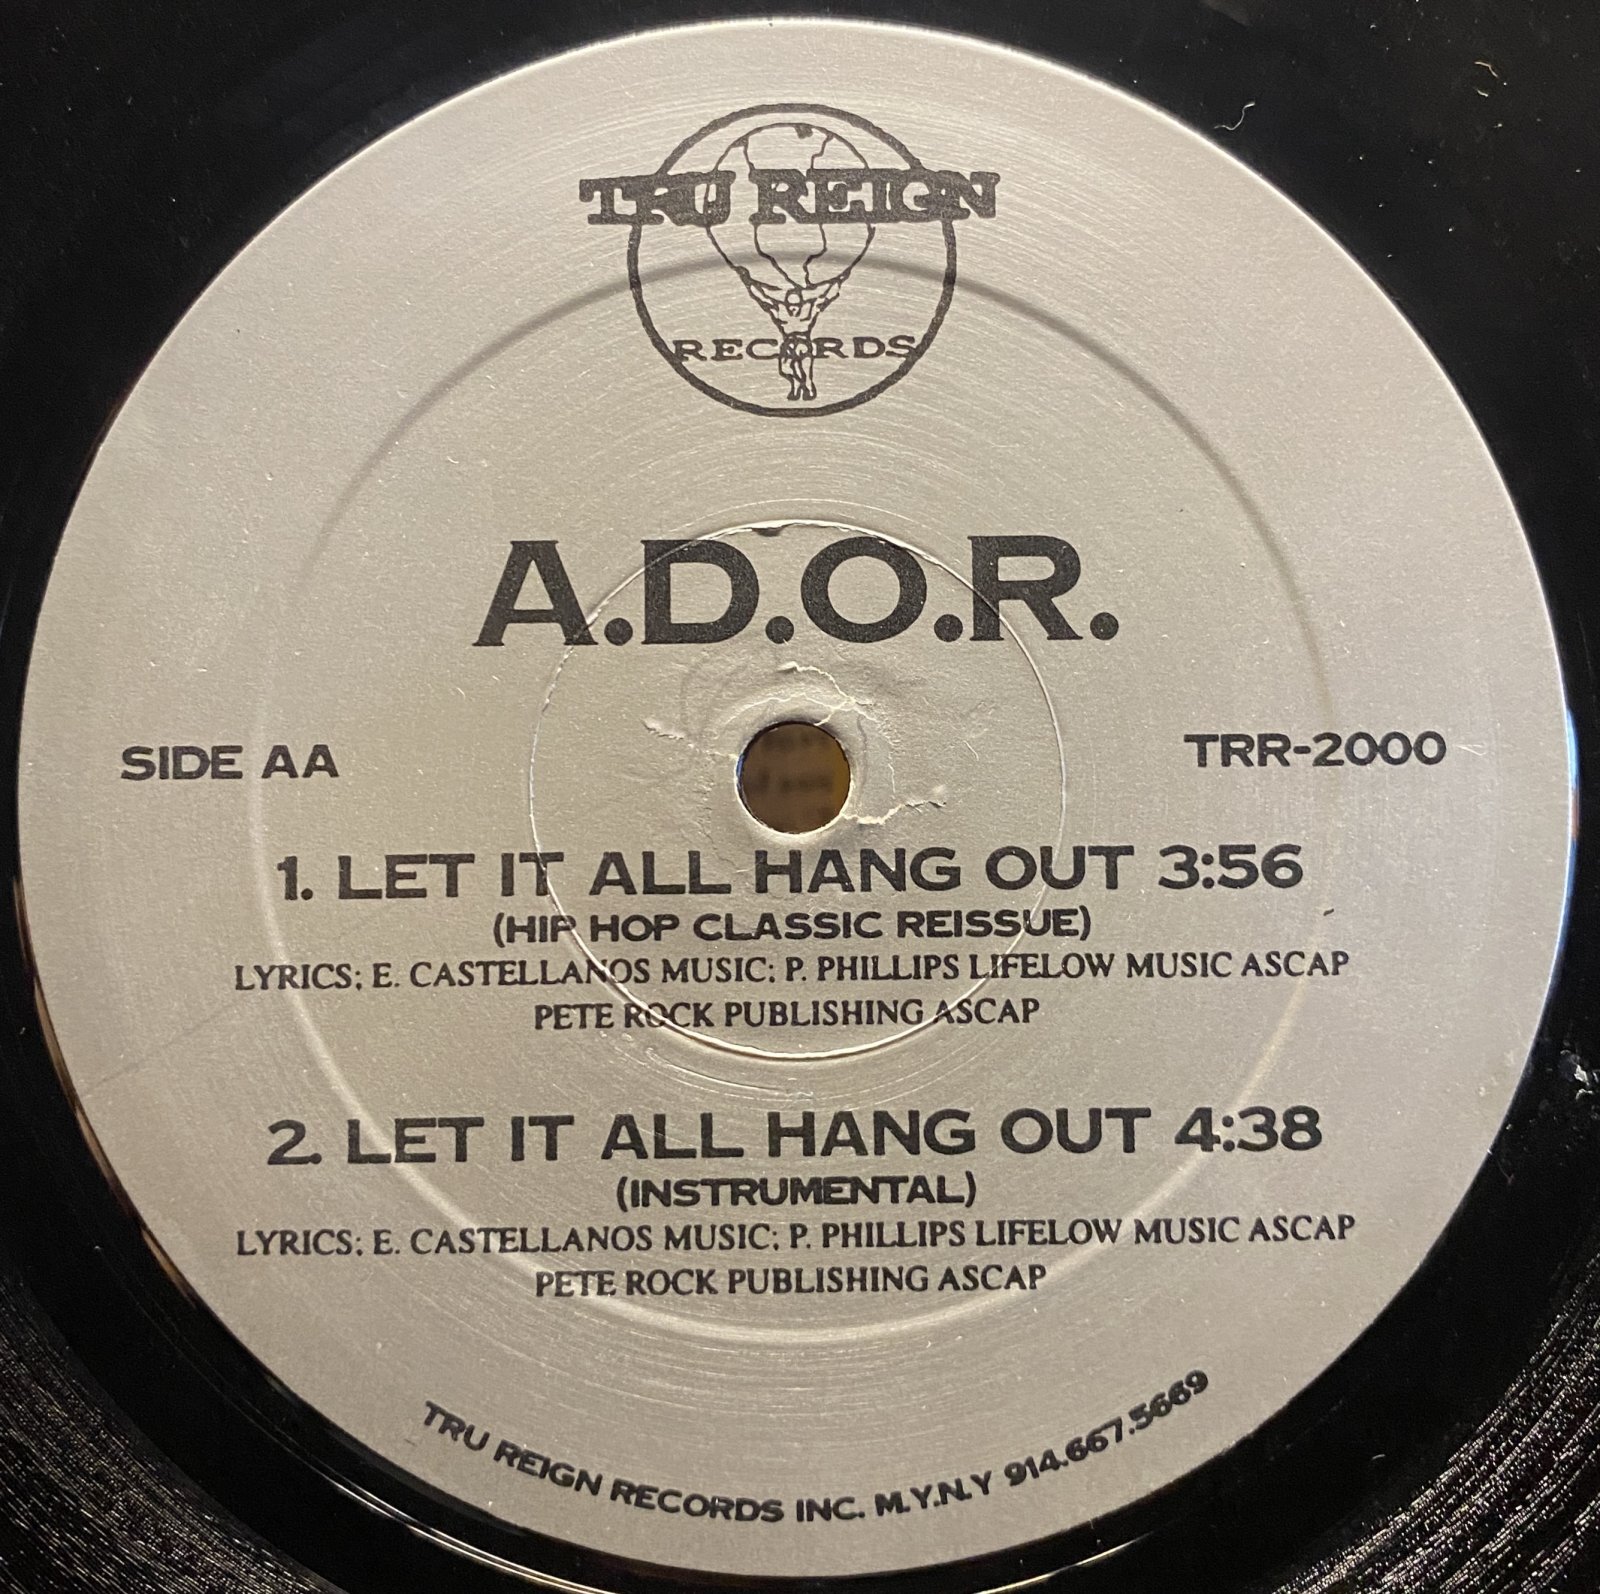 TRU REIGN
RECORDS
A.D.O.R.
SIDE AA
TRR-2000
1. LET IT ALL HANG OUT 3:56
(HIP HOP CLASSIC REISSUE)
LYRICS; E. CASTELLANOS MUSIC: P. PHILLIPS LIFELOW MUSIC ASCAP
PETE ROCK PUBLISHING ASCAP
2. LET IT ALL HANG OUT 4:38
(INSTRUMENTAL)
LYRICS: E. CASTELLANOS MUSIC: P. PHILLIPS LIFELOW MUSIC ASCAP
PETE ROCK PUBLISHING ASCAP
TRU REIGN RECORDS INC. M.Y.N.Y 914.667.5669